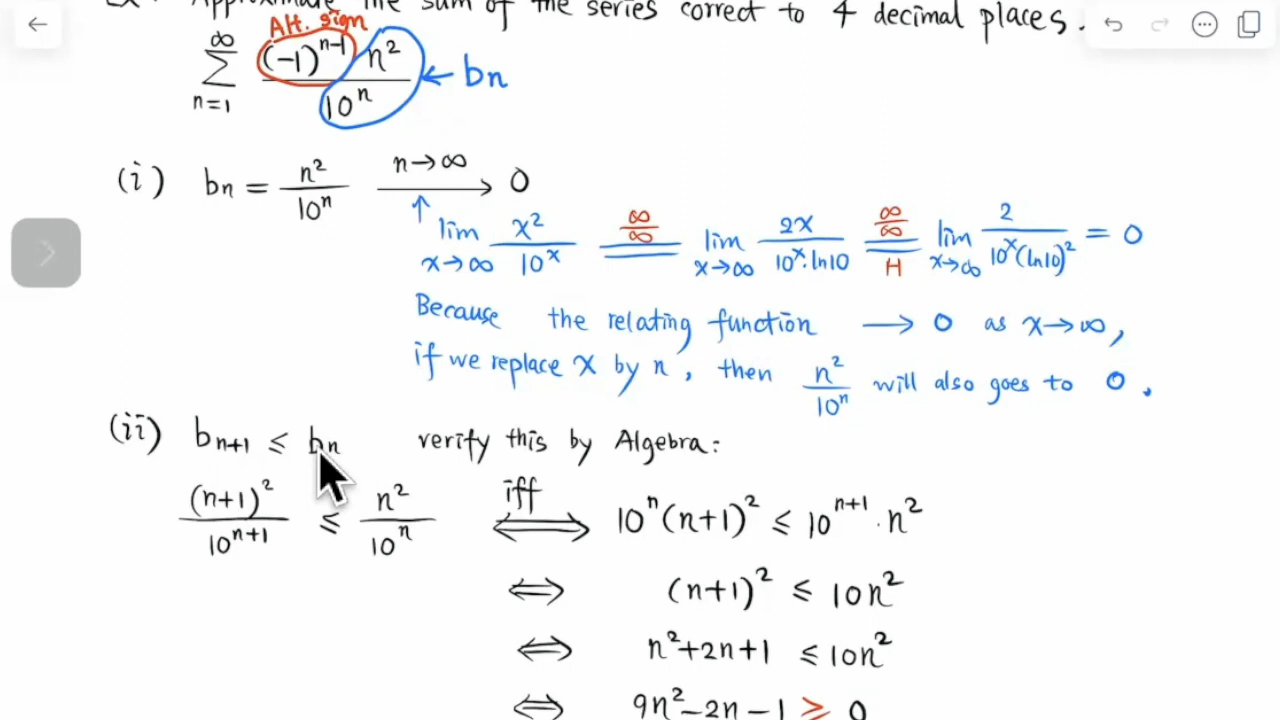 Approximate the sum of the series correct to 4 decimal places.
Alt. sign
∞ Σ n=1 (-1)^(n-1) n² / 10^n ← bn
(i) bn = n² / 10^n n→∞ → 0
↑ lim x→∞ x² / 10^x ∞/∞ = lim x→∞ 2x / 10^x·ln10 ∞/∞ = H lim x→∞ 2 / 10^x(ln10)² = 0
Because the relating function → 0 as x→∞,
if we replace x by n, then n² / 10^n will also goes to 0.
(ii) bn+1 ≤ bn verify this by Algebra:
(n+1)² / 10^(n+1) ≤ n² / 10^n iff ⟺ 10^n(n+1)² ≤ 10^(n+1)·n²
⟺ (n+1)² ≤ 10n²
⟺ n²+2n+1 ≤ 10n²
⟺ 9n²-2n-1 ≥ 0